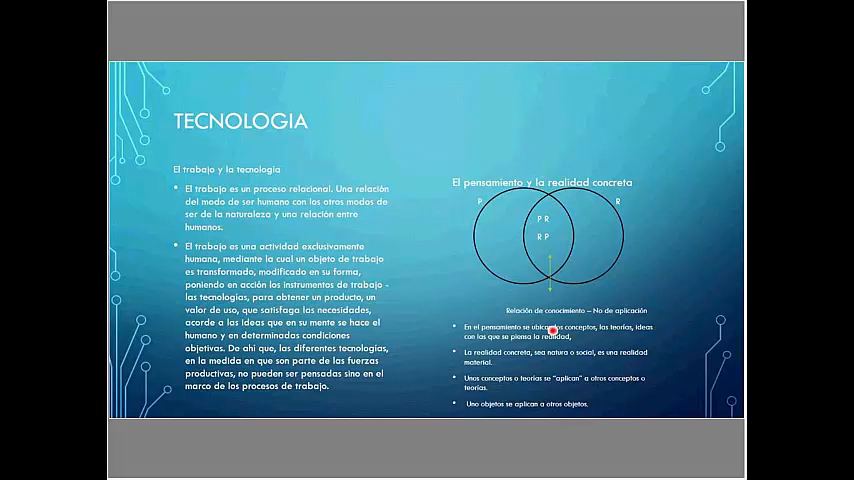 TECNOLOGIA
El trabajo y la tecnologia
• El trabajo es un proceso relacional. Una relación
del modo de ser humano con los otros modos de
ser de la naturaleza y una relación entre
humanos.
• El trabajo es una actividad exclusivamente
humana, mediante la cual un objeto de trabajo
es transformado, modificado en su forma,
poniendo en acción los instrumentos de trabajo -
las tecnologías, para obtener un producto, un
valor de uso, que satisfaga las necesidades,
acorde a las ideas que en su mente se hace el
humano y en determinadas condiciones
objetivas. De ahi que, las diferentes tecnologías,
en la medida en que son parte de las fuerzas
productivas, no pueden ser pensadas sino en el
marco de los procesos de trabajo.
El pensamiento y la realidad concreta
P R
P R
R P
Relación de conocimiento – No de aplicación
• En el pensamiento se conceptos, las teorías, ideas
con las que se piensa la realidad,
• La realidad concreta, sea natura o social, es una realidad
material.
• Unos conceptos o teorías se "aplican" a otros conceptos o
teorías.
• Uno objetos se aplican a otros objetos.